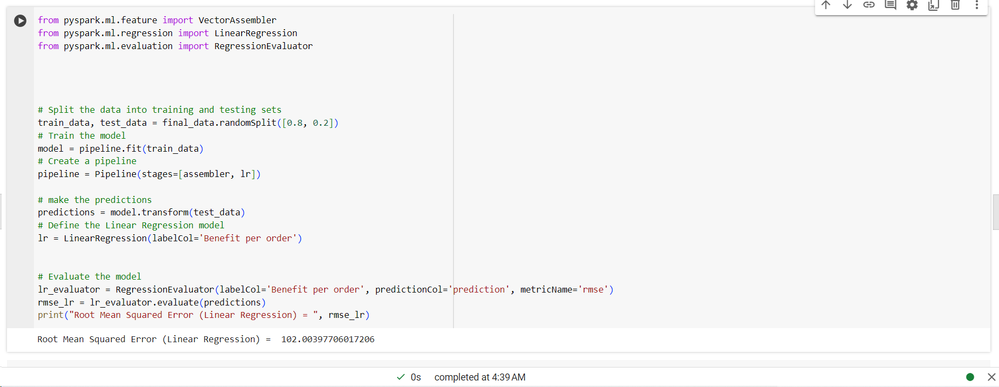 from pyspark.ml.feature import VectorAssembler
from pyspark.ml.regression import LinearRegression
from pyspark.ml.evaluation import RegressionEvaluator
# Split the data into training and testing sets
train_data, test_data = final_data.randomSplit([0.8, 0.2])
# Train the model
model = pipeline.fit(train_data)
# Create a pipeline
pipeline = Pipeline(stages=[assembler, lr])
# make the predictions
predictions = model.transform(test_data)
# Define the Linear Regression model
lr = LinearRegression(labelCol='Benefit per order')
# Evaluate the model
lr_evaluator = RegressionEvaluator(labelCol='Benefit per order', predictionCol='prediction', metricName='rmse')
rmse_lr = lr_evaluator.evaluate(predictions)
print("Root Mean Squared Error (Linear Regression) = ", rmse_lr)
Root Mean Squared Error (Linear Regression) =  102.00397706017206
0s completed at 4:39 AM